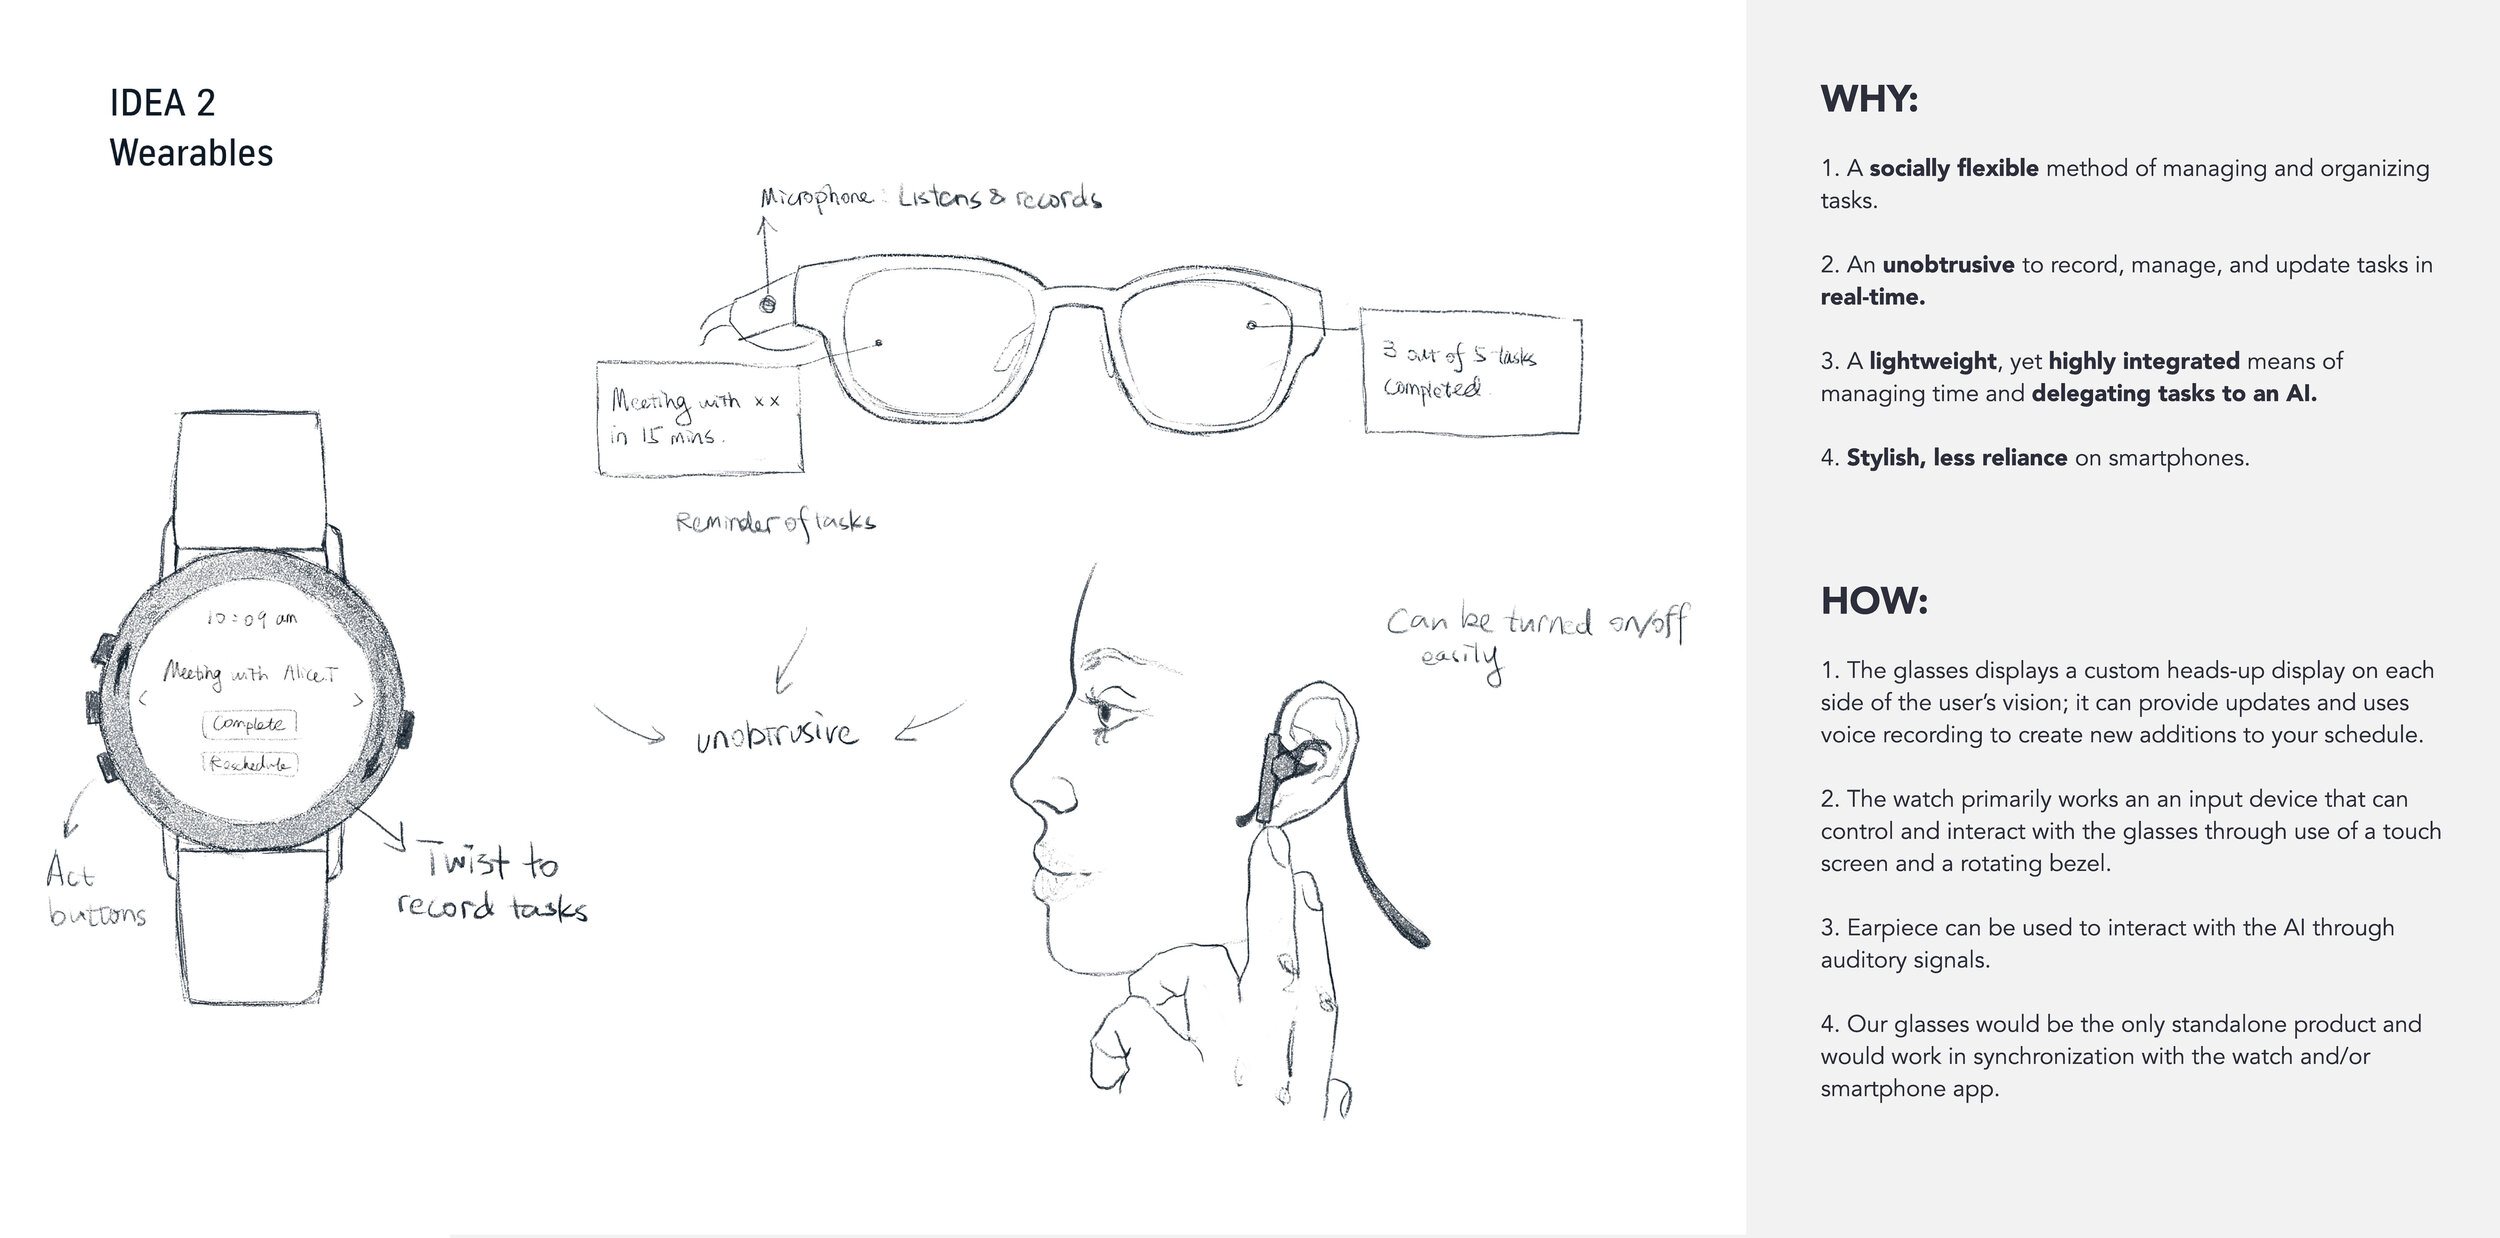 IDEA 2
Wearables
Microphone: Listens & records
Meeting with xx
in 15 mins.
3 out of 5 tasks
completed.
Reminder of tasks
10:09 am
Meeting with Alice.T
< >
Complete
Reschedule
Act
buttons
Twist to
record tasks
unobtrusive
Can be turned on/off
easily
WHY:
1. A socially flexible method of managing and organizing
tasks.
2. An unobtrusive to record, manage, and update tasks in
real-time.
3. A lightweight, yet highly integrated means of
managing time and delegating tasks to an AI.
4. Stylish, less reliance on smartphones.
HOW:
1. The glasses displays a custom heads-up display on each
side of the user’s vision; it can provide updates and uses
voice recording to create new additions to your schedule.
2. The watch primarily works an an input device that can
control and interact with the glasses through use of a touch
screen and a rotating bezel.
3. Earpiece can be used to interact with the AI through
auditory signals.
4. Our glasses would be the only standalone product and
would work in synchronization with the watch and/or
smartphone app.